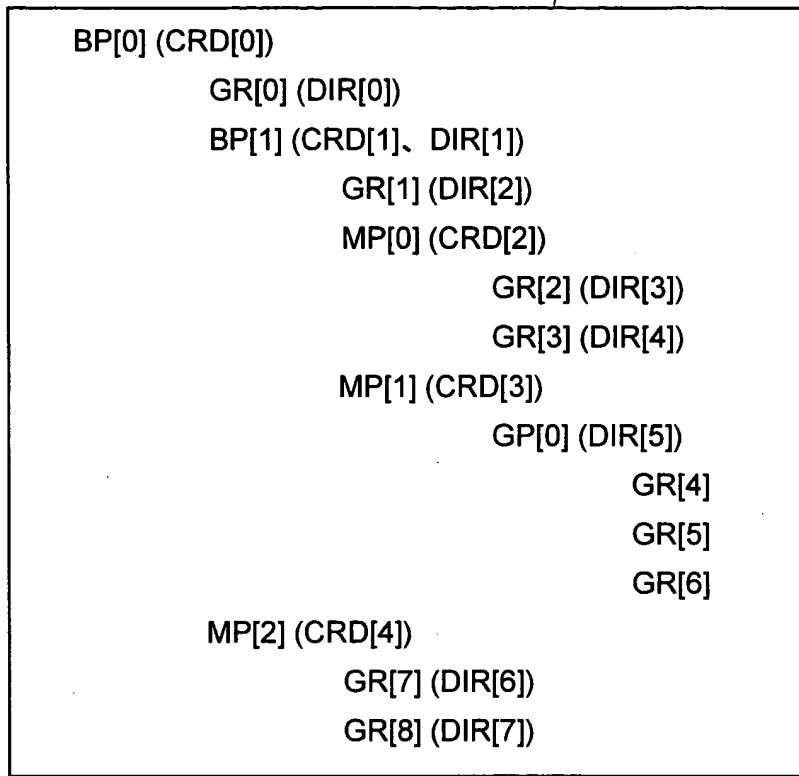 BP[0] (CRD[0])
GR[0] (DIR[0])
BP[1] (CRD[1]、DIR[1])
GR[1] (DIR[2])
MP[0] (CRD[2])
GR[2] (DIR[3])
GR[3] (DIR[4])
MP[1] (CRD[3])
GP[0] (DIR[5])
GR[4]
GR[5]
GR[6]
MP[2] (CRD[4])
GR[7] (DIR[6])
GR[8] (DIR[7])